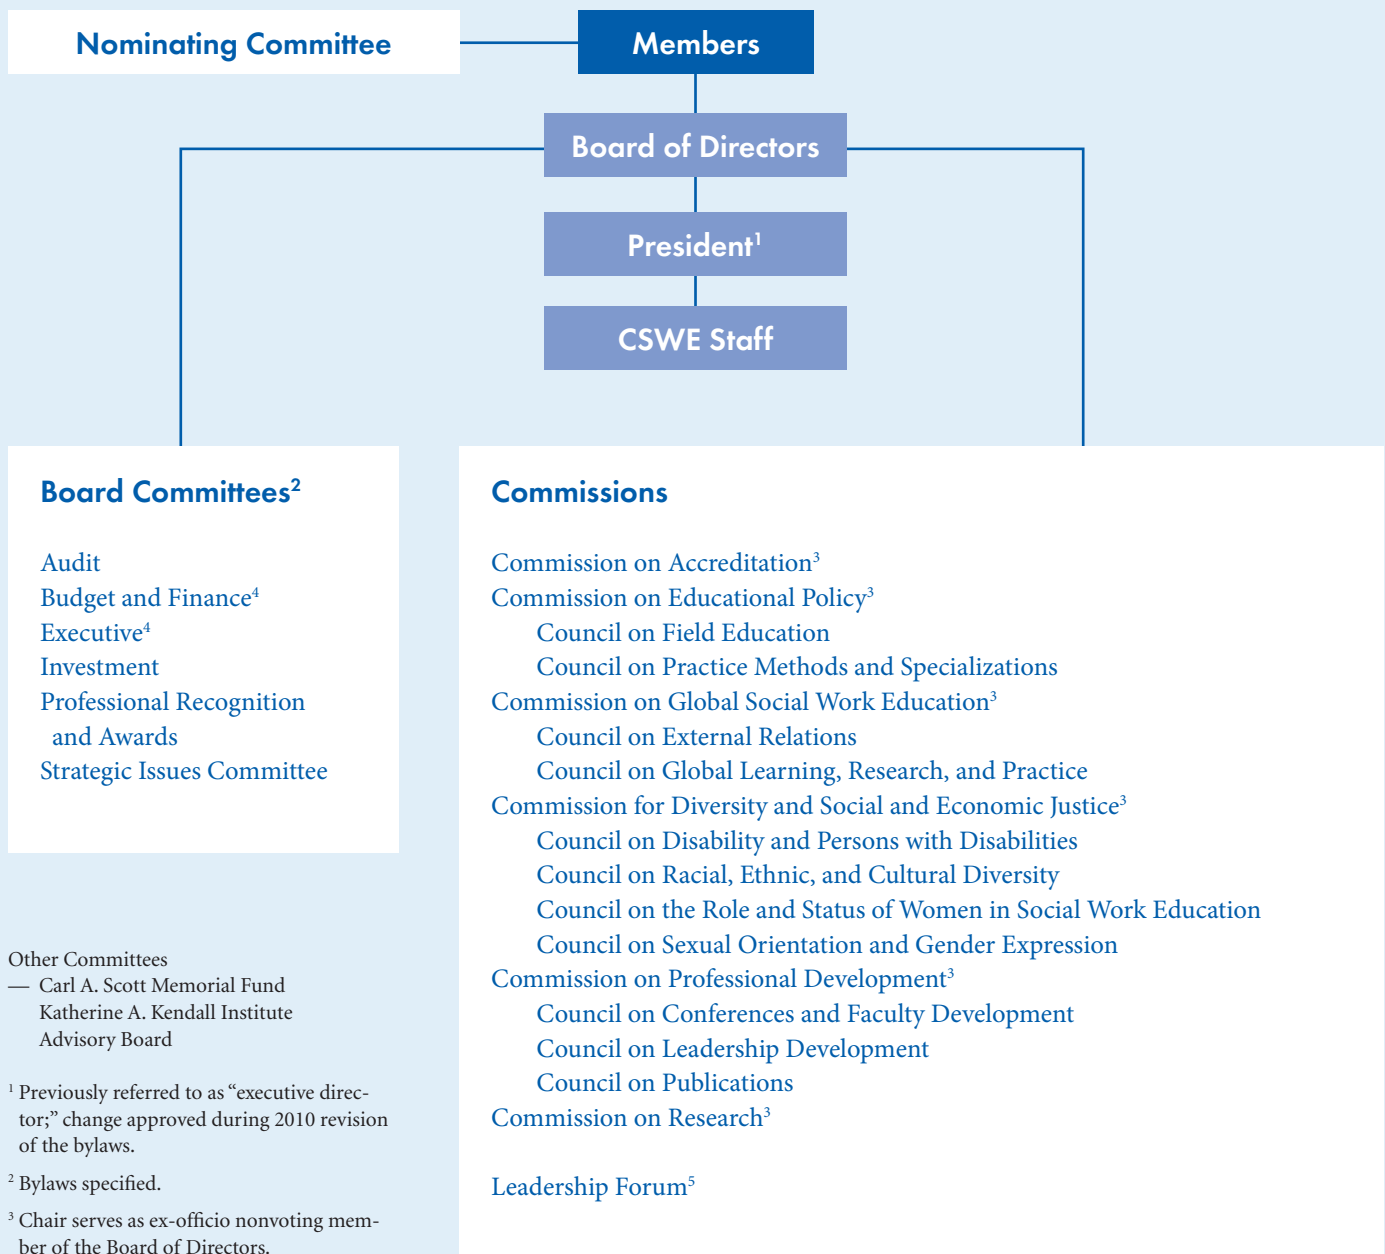 Nominating Committee
Members
Board of Directors
President¹
CSWE Staff
Board Committees²
Audit
Budget and Finance⁴
Executive⁴
Investment
Professional Recognition
and Awards
Strategic Issues Committee
Commissions
Commission on Accreditation³
Commission on Educational Policy³
Council on Field Education
Council on Practice Methods and Specializations
Commission on Global Social Work Education³
Council on External Relations
Council on Global Learning, Research, and Practice
Commission for Diversity and Social and Economic Justice³
Council on Disability and Persons with Disabilities
Council on Racial, Ethnic, and Cultural Diversity
Council on the Role and Status of Women in Social Work Education
Council on Sexual Orientation and Gender Expression
Commission on Professional Development³
Council on Conferences and Faculty Development
Council on Leadership Development
Council on Publications
Commission on Research³
Leadership Forum⁵
Other Committees
— Carl A. Scott Memorial Fund
Katherine A. Kendall Institute
Advisory Board
¹ Previously referred to as “executive direc-
tor;” change approved during 2010 revision
of the bylaws.
² Bylaws specified.
³ Chair serves as ex-officio nonvoting mem-
ber of the Board of Directors.